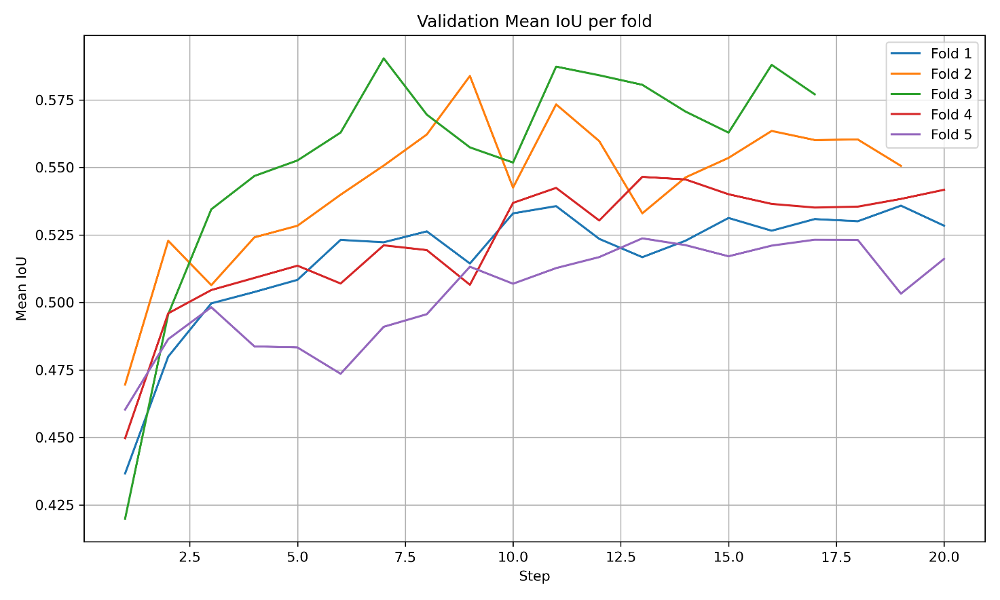 Validation Mean IoU per fold
Fold 1
Fold 2
Fold 3
Fold 4
Fold 5
Mean IoU
0.575
0.550
0.525
0.500
0.475
0.450
0.425
2.5 5.0 7.5 10.0 12.5 15.0 17.5 20.0
Step